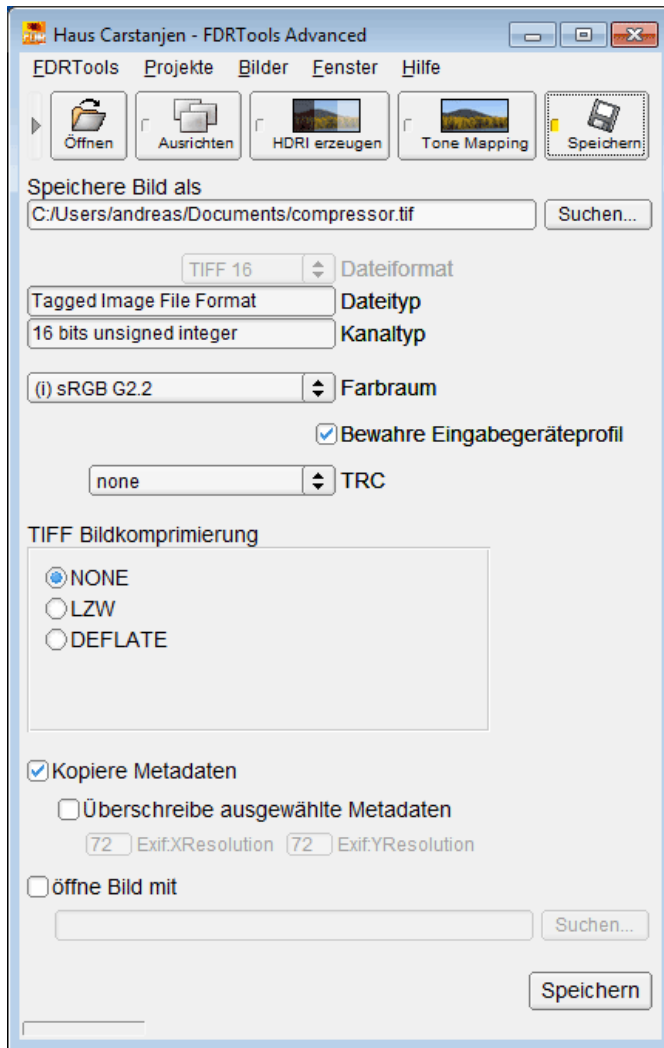 Haus Carstanjen - FDRTools Advanced
FDRTools Projekte Bilder Fenster Hilfe
Öffnen Ausrichten HDRI erzeugen Tone Mapping Speichern
Speichere Bild als
C:/Users/andreas/Documents/compressor.tif Suchen...
TIFF 16 Dateiformat
Tagged Image File Format Dateityp
16 bits unsigned integer Kanaltyp
(i) sRGB G2.2 Farbraum
Bewahre Eingabegeräteprofil
none TRC
TIFF Bildkomprimierung
NONE
LZW
DEFLATE
Kopiere Metadaten
Überschreibe ausgewählte Metadaten
72 Exif:XResolution 72 Exif:YResolution
öffne Bild mit
Suchen...
Speichern